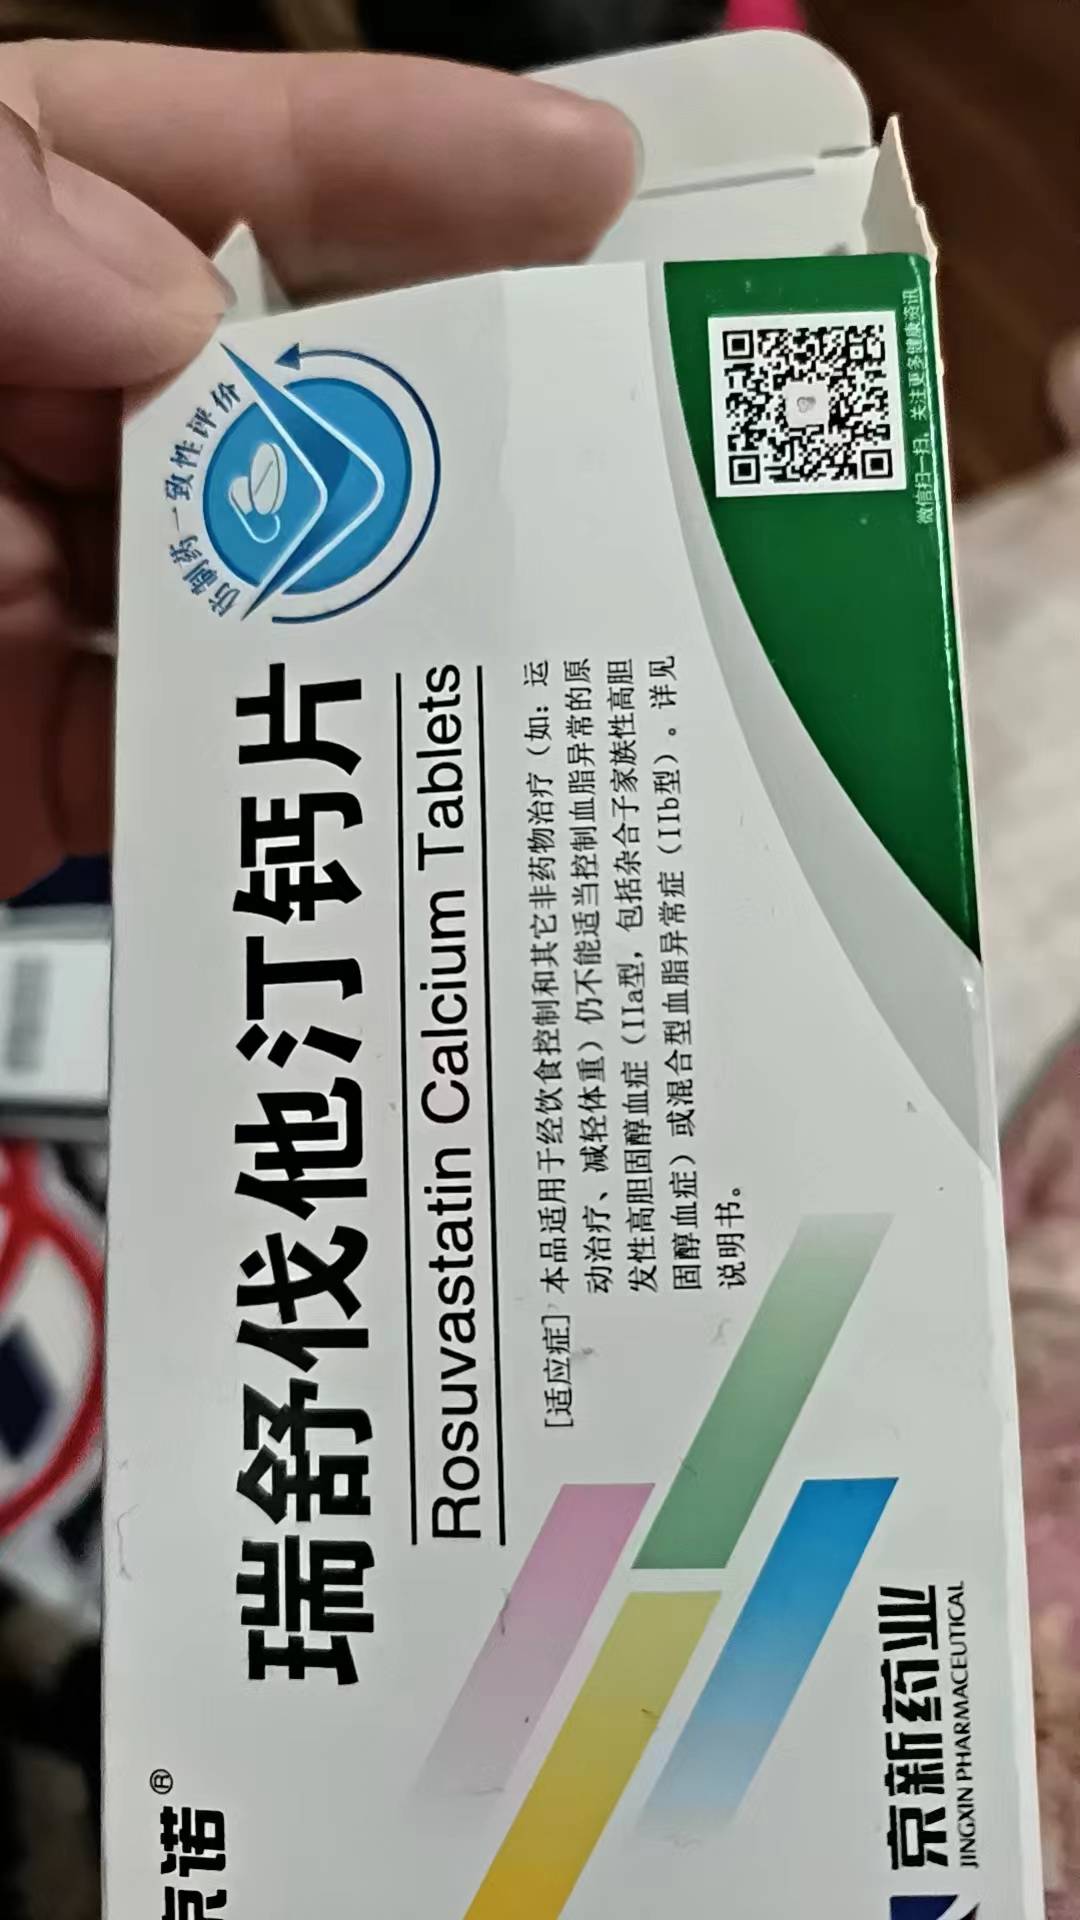 仿制药一致性评价
瑞舒伐他汀钙片
Rosuvastatin Calcium Tablets
[适应症] 本品适用于经饮食控制和其它非药物治疗（如：运
动治疗、减轻体重）仍不能适当控制血脂异常的原
发性高胆固醇血症（IIa型，包括杂合子家族性高胆
固醇血症）或混合型血脂异常症（IIb型）。详见
说明书。
微信扫一扫，关注更多健康资讯
诺®
京新药业
JINGXIN PHARMACEUTICAL